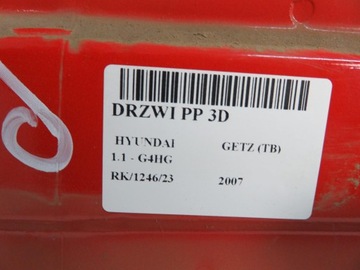 DRZWI PP 3D
HYUNDAI GETZ (TB)
1.1 - G4HG
RK/1246/23 2007